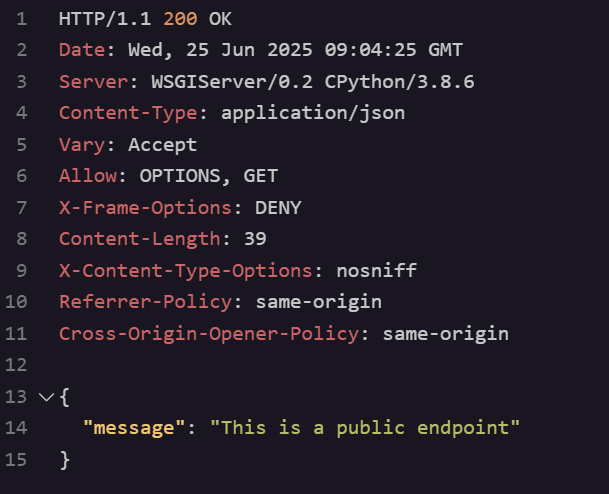 1 HTTP/1.1 200 OK
2 Date: Wed, 25 Jun 2025 09:04:25 GMT
3 Server: WSGIServer/0.2 CPython/3.8.6
4 Content-Type: application/json
5 Vary: Accept
6 Allow: OPTIONS, GET
7 X-Frame-Options: DENY
8 Content-Length: 39
9 X-Content-Type-Options: nosniff
10 Referrer-Policy: same-origin
11 Cross-Origin-Opener-Policy: same-origin
12
13 {
14 "message": "This is a public endpoint"
15 }